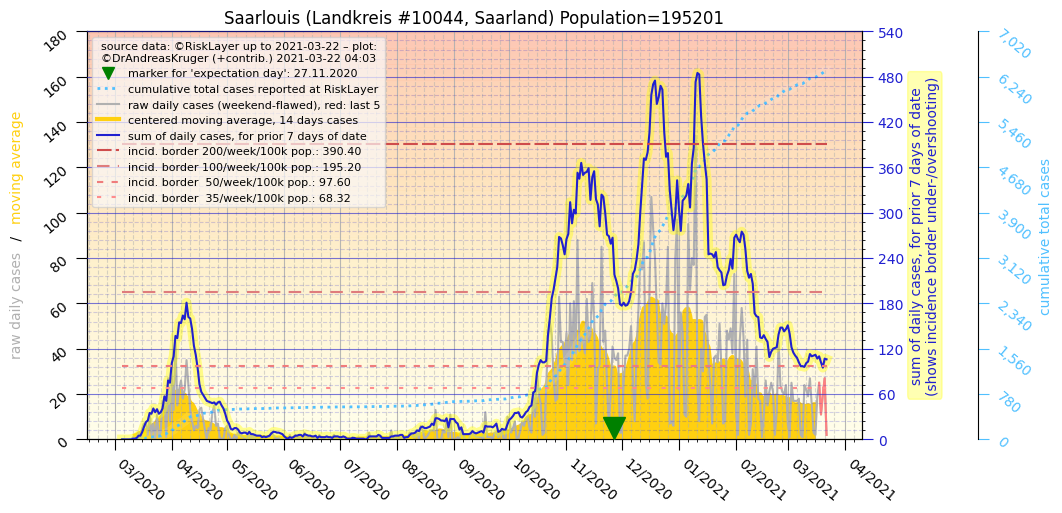 Saarlouis (Landkreis #10044, Saarland) Population=195201
source data: ©RiskLayer up to 2021-03-22 – plot:
©DrAndreasKruger (+contrib.) 2021-03-22 04:03
marker for 'expectation day': 27.11.2020
cumulative total cases reported at RiskLayer
raw daily cases (weekend-flawed), red: last 5
centered moving average, 14 days cases
sum of daily cases, for prior 7 days of date
incid. border 200/week/100k pop.: 390.40
incid. border 100/week/100k pop.: 195.20
incid. border  50/week/100k pop.: 97.60
incid. border  35/week/100k pop.: 68.32
raw daily cases / moving average
180
160
140
120
100
80
60
40
20
0
03/2020
04/2020
05/2020
06/2020
07/2020
08/2020
09/2020
10/2020
11/2020
12/2020
01/2021
02/2021
03/2021
04/2021
540
480
420
360
300
240
180
120
60
0
sum of daily cases, for prior 7 days of date
(shows incidence border under-/overshooting)
7,020
6,240
5,460
4,680
3,900
3,120
2,340
1,560
780
0
cumulative total cases